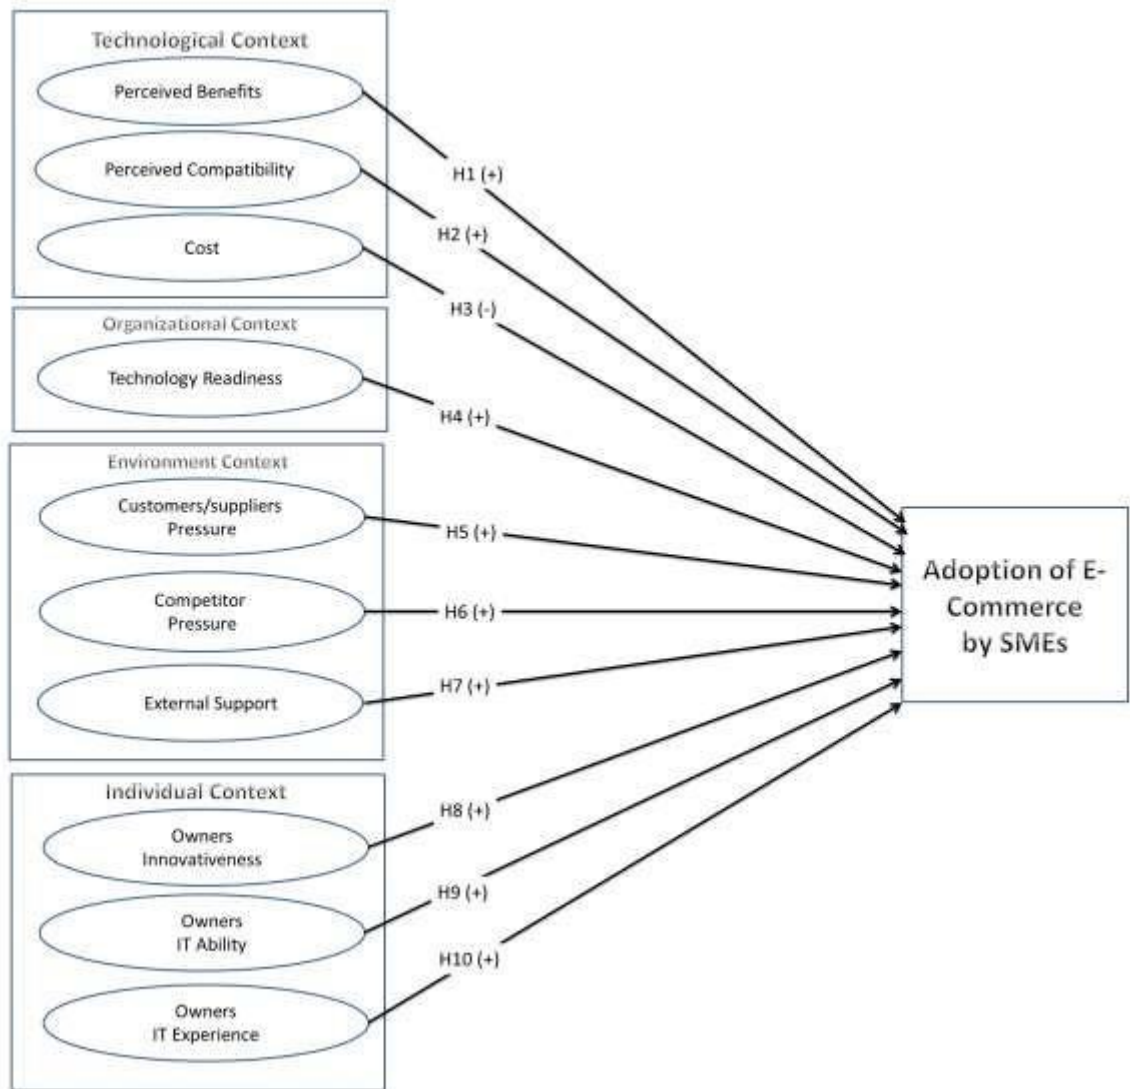 Technological Context
Perceived Benefits
Perceived Compatibility
Cost
H1 (+)
H2 (+)
H3 (-)
Organizational Context
Technology Readiness
H4 (+)
Environment Context
Customers/suppliers
Pressure
H5 (+)
Competitor
Pressure
H6 (+)
External Support
H7 (+)
Adoption of E-
Commerce
by SMEs
Individual Context
Owners
Innovativeness
H8 (+)
Owners
IT Ability
H9 (+)
Owners
IT Experience
H10 (+)